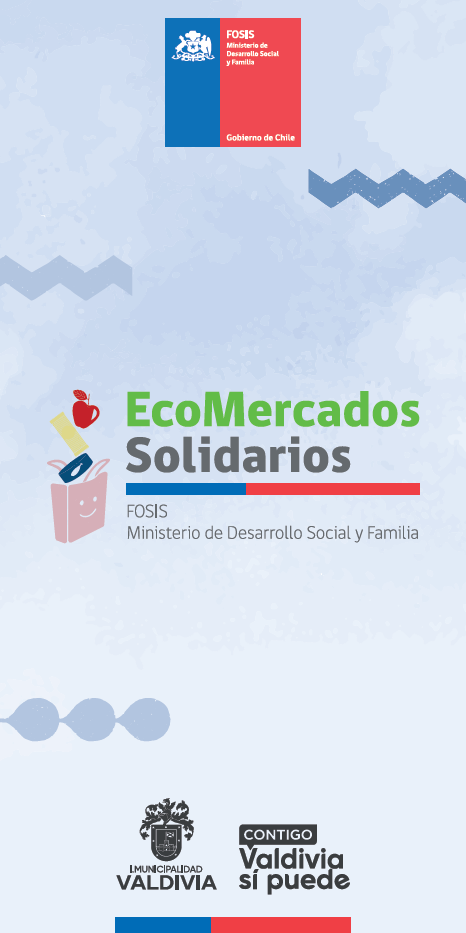 FOSIS
Ministerio de
Desarrollo Social
y Familia
Gobierno de Chile
EcoMercados
Solidarios
FOSIS
Ministerio de Desarrollo Social y Familia
I.MUNICIPALIDAD
VALDIVIA
CONTIGO
Valdivia
sí puede